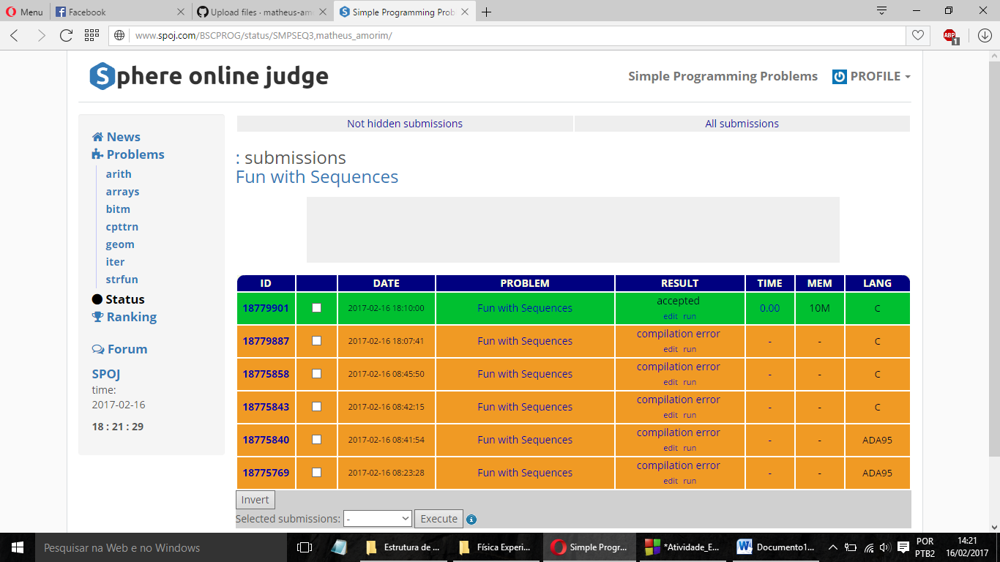 Menu
Facebook
Upload files · matheus-am
Simple Programming Prob
www.spoj.com/BSCPROG/status/SMPSEQ3,matheus_amorim/
ABP
1
Sphere online judge
Simple Programming Problems
PROFILE
News
Problems
arith
arrays
bitm
cpttrn
geom
iter
strfun
Status
Ranking
Forum
SPOJ
time:
2017-02-16
18 : 21 : 29
Not hidden submissions All submissions
: submissions
Fun with Sequences
ID DATE PROBLEM RESULT TIME MEM LANG
18779901 2017-02-16 18:10:00 Fun with Sequences accepted 0.00 10M C
edit run
18779887 2017-02-16 18:07:41 Fun with Sequences compilation error - - C
edit run
18775858 2017-02-16 08:45:50 Fun with Sequences compilation error - - C
edit run
18775843 2017-02-16 08:42:15 Fun with Sequences compilation error - - C
edit run
18775840 2017-02-16 08:41:54 Fun with Sequences compilation error - - ADA95
edit run
18775769 2017-02-16 08:23:28 Fun with Sequences compilation error - - ADA95
edit run
Invert
Selected submissions: - Execute
Pesquisar na Web e no Windows
Estrutura de ...
Física Experi...
Simple Progr...
*Atividade_E...
Documento1...
POR
PTB2
14:21
16/02/2017